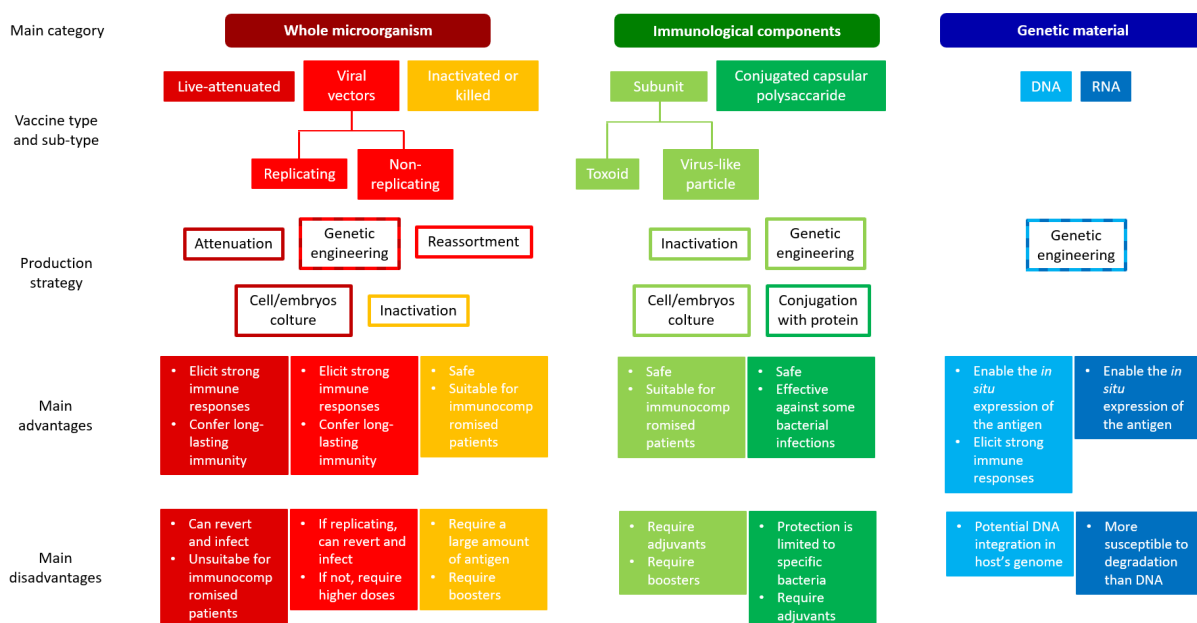 Main category
Whole microorganism
Immunological components
Genetic material
Vaccine type
and sub-type
Live-attenuated
Viral
vectors
Inactivated or
killed
Replicating
Non-
replicating
Subunit
Conjugated capsular
polysaccaride
Toxoid
Virus-like
particle
DNA
RNA
Production
strategy
Attenuation
Genetic
engineering
Reassortment
Cell/embryos
colture
Inactivation
Inactivation
Genetic
engineering
Cell/embryos
colture
Conjugation
with protein
Genetic
engineering
Main
advantages
• Elicit strong
immune
responses
• Confer long-
lasting
immunity
• Elicit strong
immune
responses
• Confer long-
lasting
immunity
• Safe
• Suitable for
immunocomp
romised
patients
• Safe
• Suitable for
immunocomp
romised
patients
• Safe
• Effective
against some
bacterial
infections
• Enable the in
situ
expression of
the antigen
• Elicit strong
immune
responses
• Enable the in
situ
expression of
the antigen
Main
disadvantages
• Can revert
and infect
• Unsuitabe for
immunocomp
romised
patients
• If replicating,
can revert and
infect
• If not, require
higher doses
• Require a
large amount
of antigen
• Require
boosters
• Require
adjuvants
• Require
boosters
• Protection is
limited to
specific
bacteria
• Require
adjuvants
• Potential DNA
integration in
host's genome
• More
susceptible to
degradation
than DNA